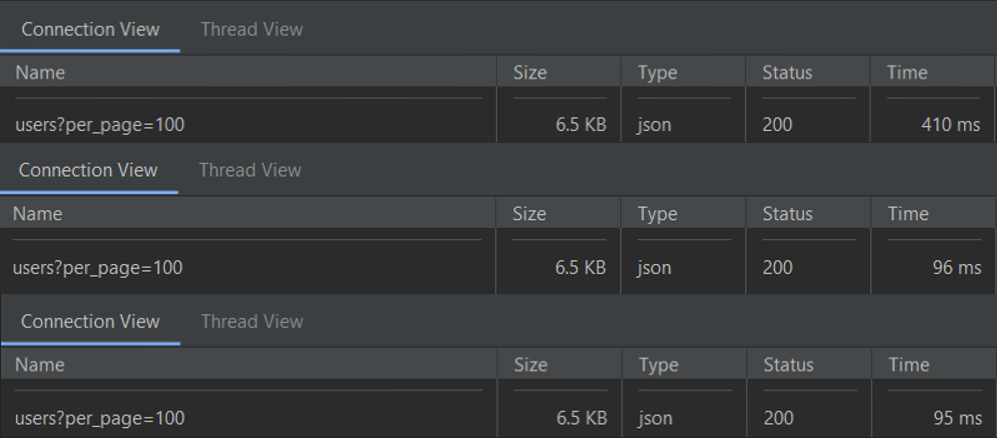 Connection View Thread View
Name Size Type Status Time
users?per_page=100 6.5 KB json 200 410 ms
Connection View Thread View
Name Size Type Status Time
users?per_page=100 6.5 KB json 200 96 ms
Connection View Thread View
Name Size Type Status Time
users?per_page=100 6.5 KB json 200 95 ms